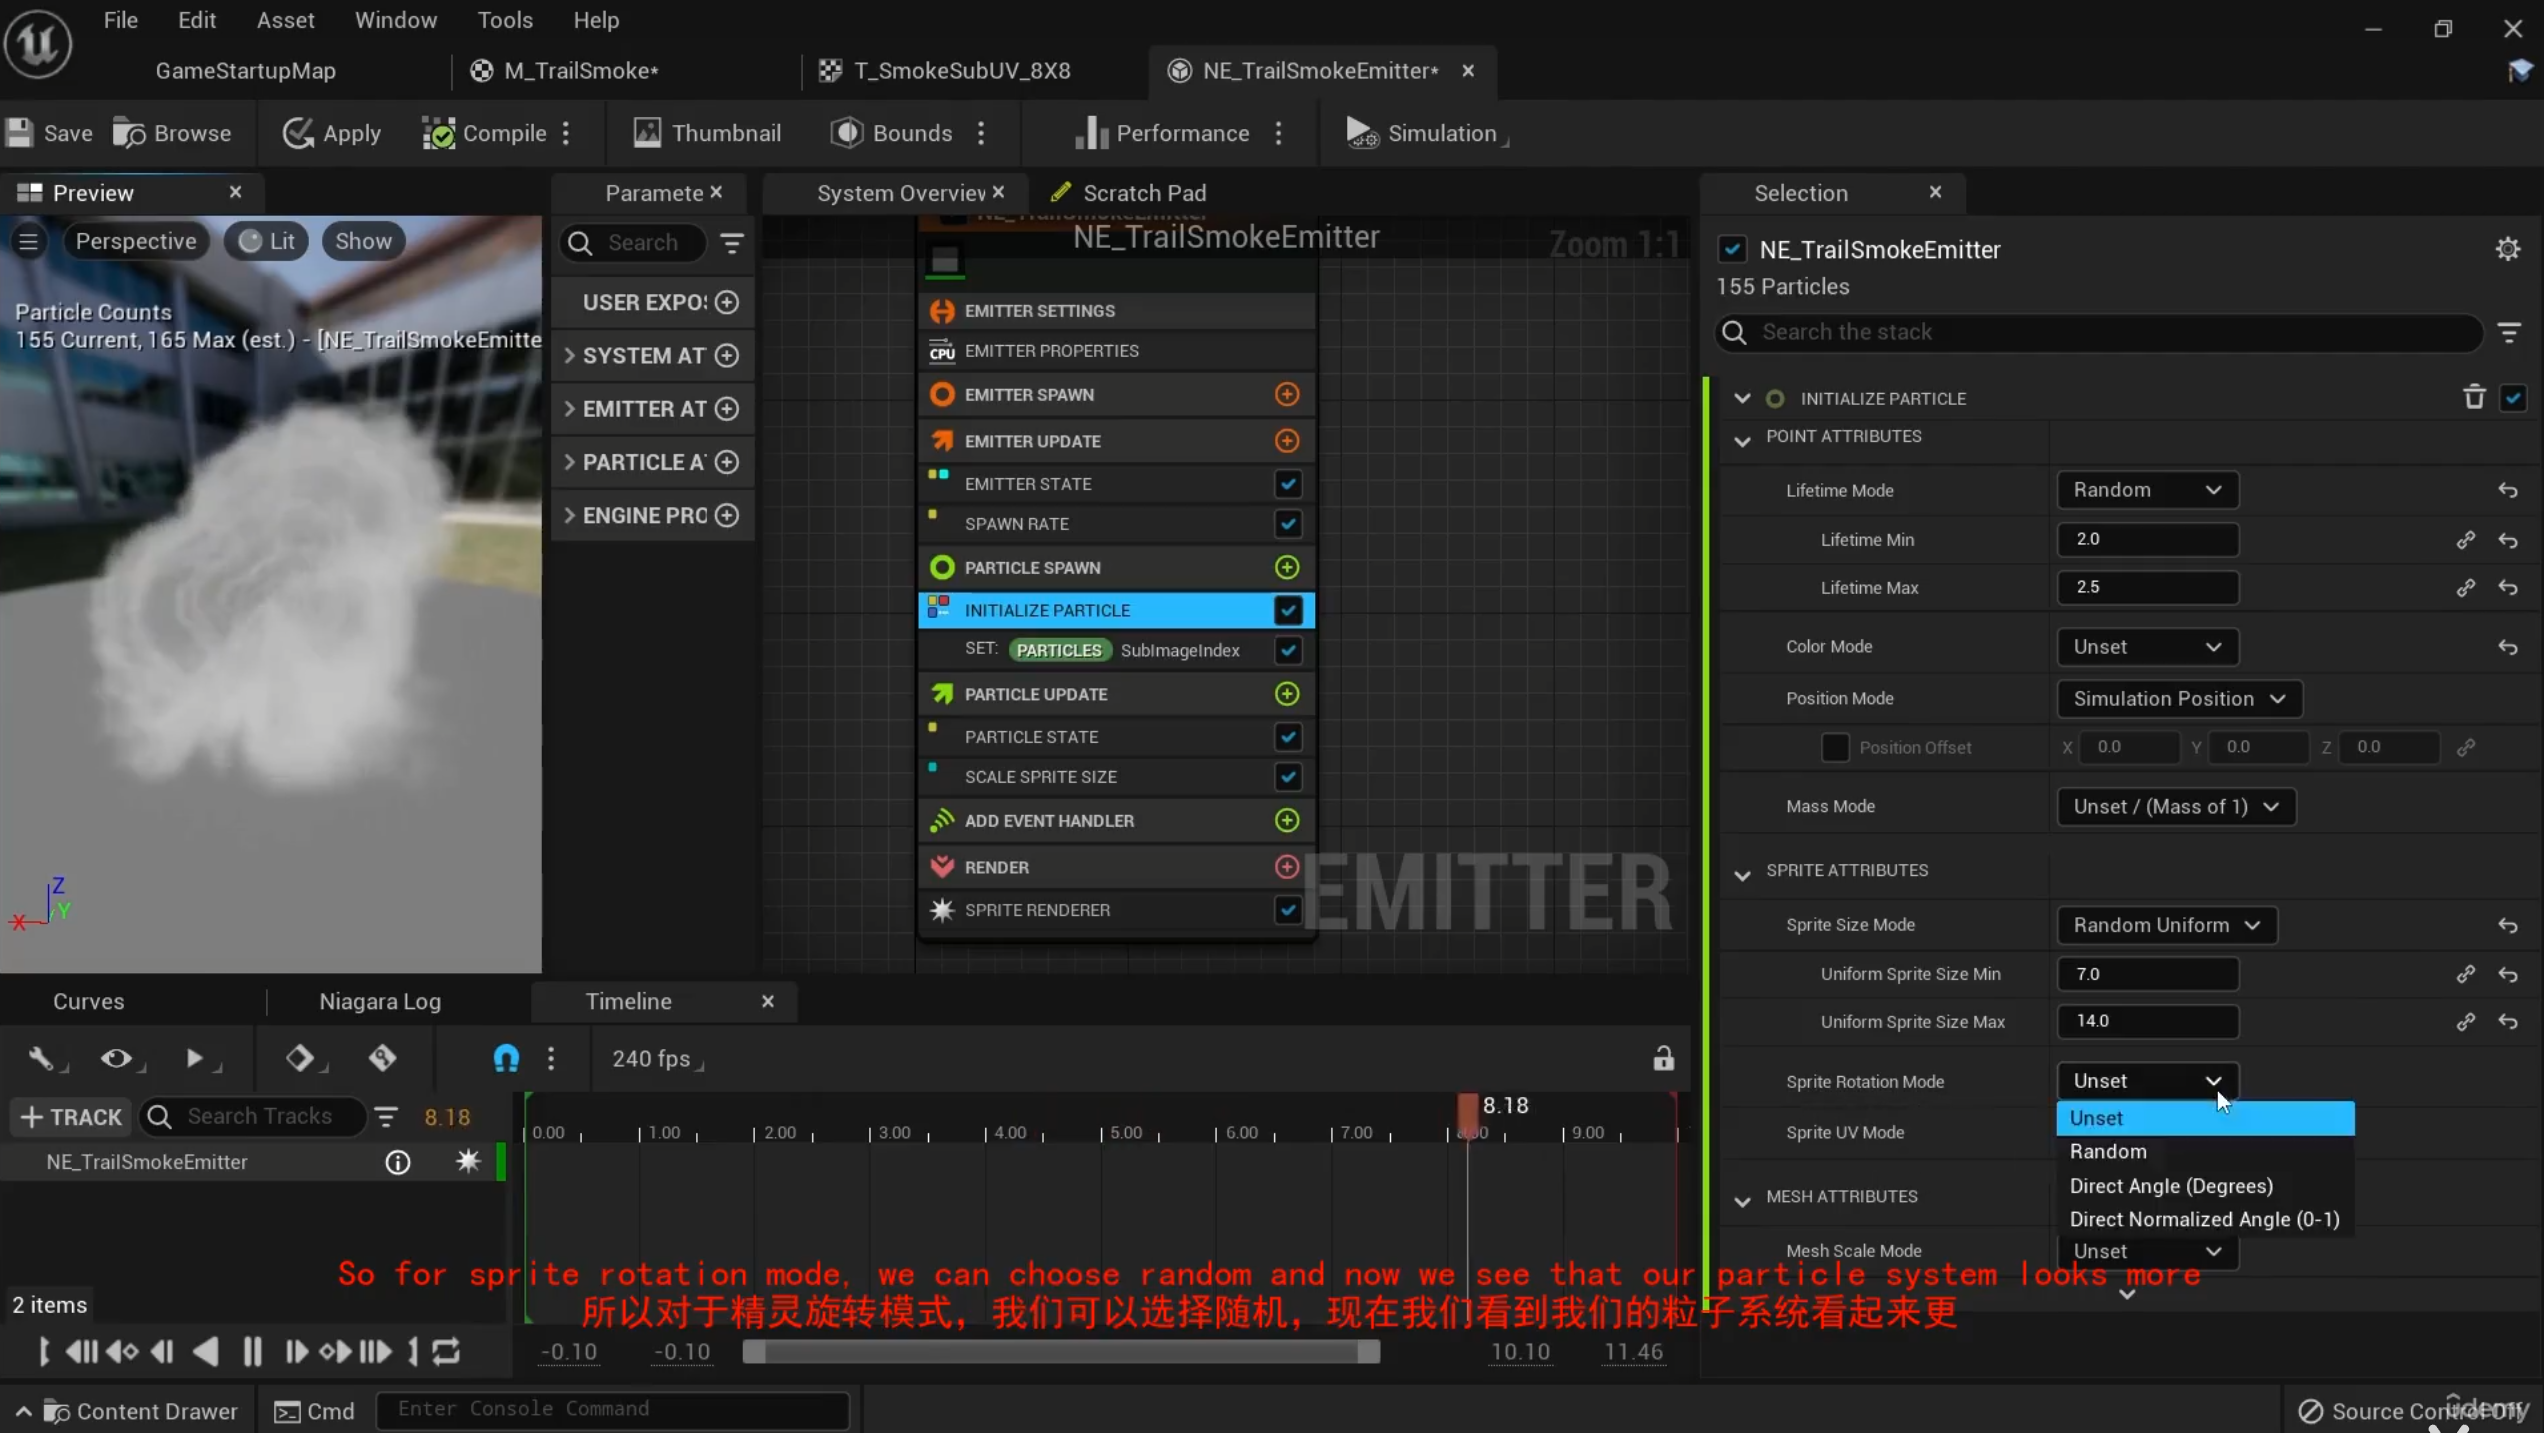 File Edit Asset Window Tools Help
GameStartupMap M_TrailSmoke* T_SmokeSubUV_8X8 NE_TrailSmokeEmitter*
Save Browse Apply Compile Thumbnail Bounds Performance Simulation
Preview Paramete System Overview Scratch Pad Selection
Perspective Lit Show
Particle Counts
155 Current, 165 Max (est.) - [NE_TrailSmokeEmitte
Search
USER EXPO
SYSTEM AT
EMITTER AT
PARTICLE A
ENGINE PRO
NE_TrailSmokeEmitter
NE_TrailSmokeEmitter
Zoom 1:1
EMITTER SETTINGS
CPU EMITTER PROPERTIES
EMITTER SPAWN
EMITTER UPDATE
EMITTER STATE
SPAWN RATE
PARTICLE SPAWN
INITIALIZE PARTICLE
SET: PARTICLES SubImageIndex
PARTICLE UPDATE
PARTICLE STATE
SCALE SPRITE SIZE
ADD EVENT HANDLER
RENDER
SPRITE RENDERER
EMITTER
NE_TrailSmokeEmitter
155 Particles
Search the stack
INITIALIZE PARTICLE
POINT ATTRIBUTES
Lifetime Mode Random
Lifetime Min 2.0
Lifetime Max 2.5
Color Mode Unset
Position Mode Simulation Position
Position Offset X 0.0 Y 0.0 Z 0.0
Mass Mode Unset / (Mass of 1)
SPRITE ATTRIBUTES
Sprite Size Mode Random Uniform
Uniform Sprite Size Min 7.0
Uniform Sprite Size Max 14.0
Sprite Rotation Mode Unset
Unset
Sprite UV Mode
Random
Direct Angle (Degrees)
MESH ATTRIBUTES
Direct Normalized Angle (0-1)
Mesh Scale Mode Unset
Z
Y
X
Curves Niagara Log Timeline
240 fps
TRACK Search Tracks 8.18
8.18
0.00 1.00 2.00 3.00 4.00 5.00 6.00 7.00 9.00
NE_TrailSmokeEmitter
So for sprite rotation mode, we can choose random and now we see that our particle system looks more
所以对于精灵旋转模式，我们可以选择随机，现在我们看到我们的粒子系统看起来更
2 items
-0.10 -0.10 10.10 11.46
Content Drawer Cmd Enter Console Command Source Control Off
ûdemy